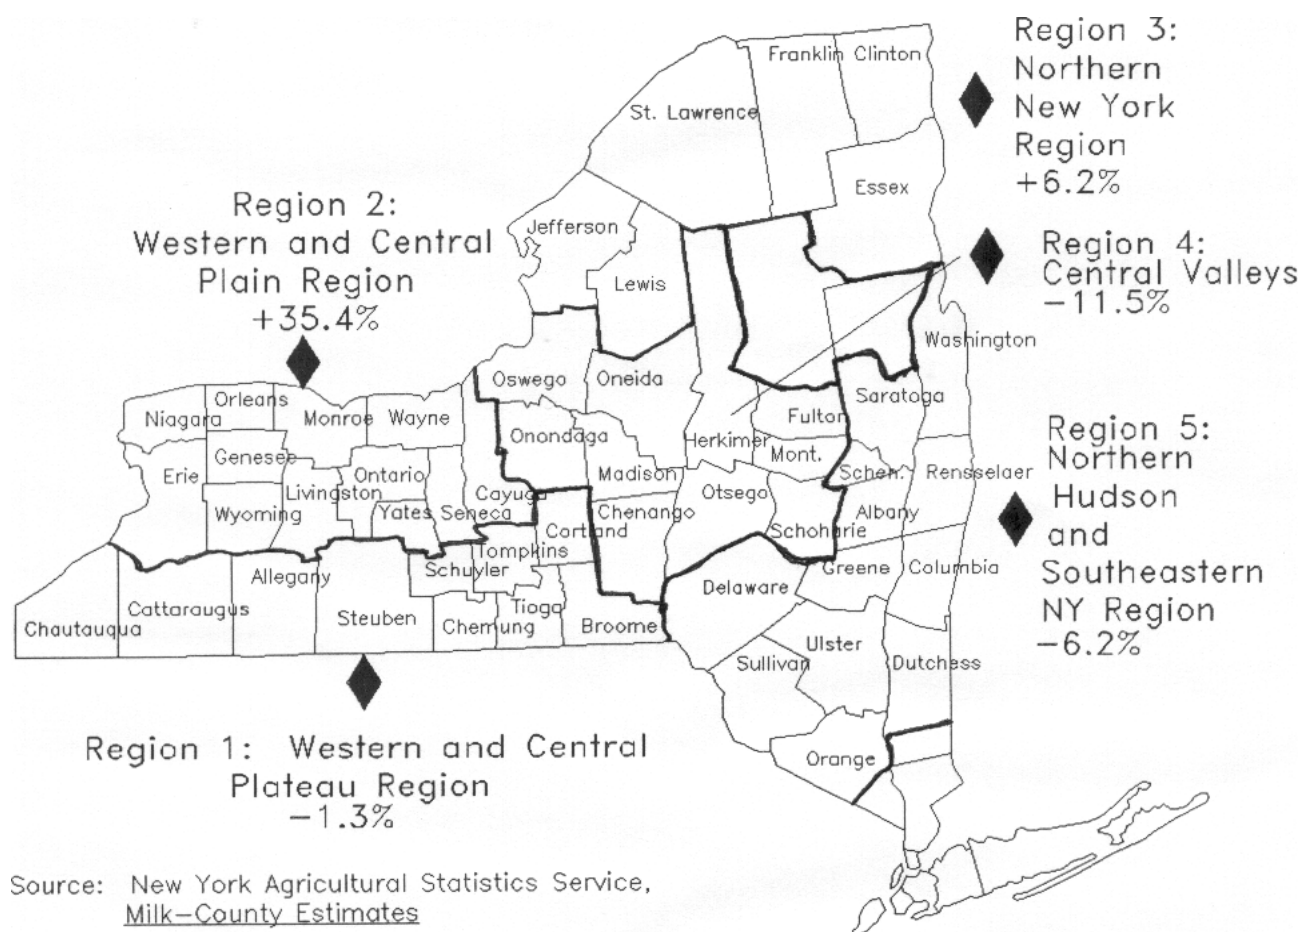 Region 3:
Northern
New York
Region
+6.2%
Region 4:
Central Valleys
-11.5%
Region 5:
Northern
Hudson
and
Southeastern
NY Region
-6.2%
Region 2:
Western and Central
Plain Region
+35.4%
Franklin Clinton
St. Lawrence
Essex
Jefferson
Lewis
Washington
Oswego Oneida
Saratoga
Orleans
Niagara Monroe Wayne
Fulton
Onondaga Herkimer
Genesee Mont.
Erie Ontario Madison Schen. Rensselaer
Livingston Cayuga Otsego
Wyoming Yates Seneca Chenango Albany
Cortland Schoharie
Tompkins
Allegany Schuyler Greene Columbia
Cattaraugus Delaware
Tioga
Chautauqua Steuben Chemung Broome
Ulster
Sullivan Dutchess
Orange
Region 1: Western and Central
Plateau Region
-1.3%
Source: New York Agricultural Statistics Service,
Milk-County Estimates